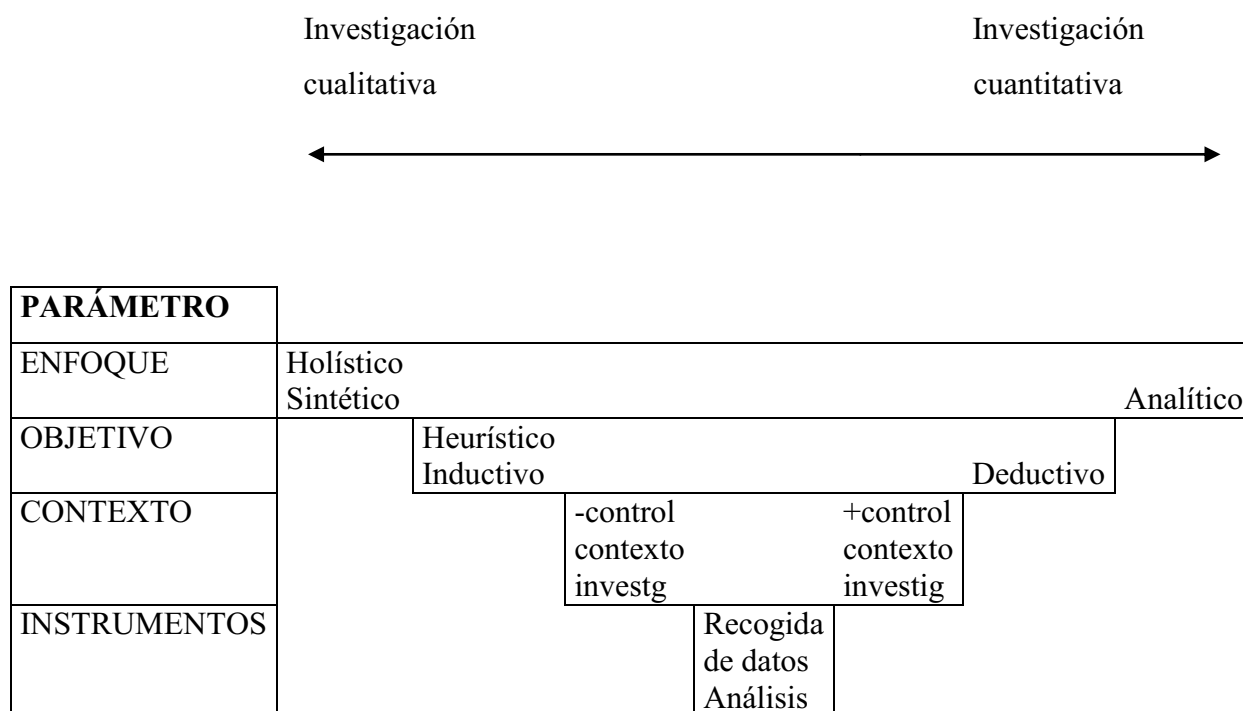 Investigación Investigación
cualitativa cuantitativa
PARÁMETRO
ENFOQUE Holístico
Sintético Analítico
OBJETIVO Heurístico
Inductivo Deductivo
CONTEXTO -control +control
contexto contexto
investg investig
INSTRUMENTOS Recogida
de datos
Análisis